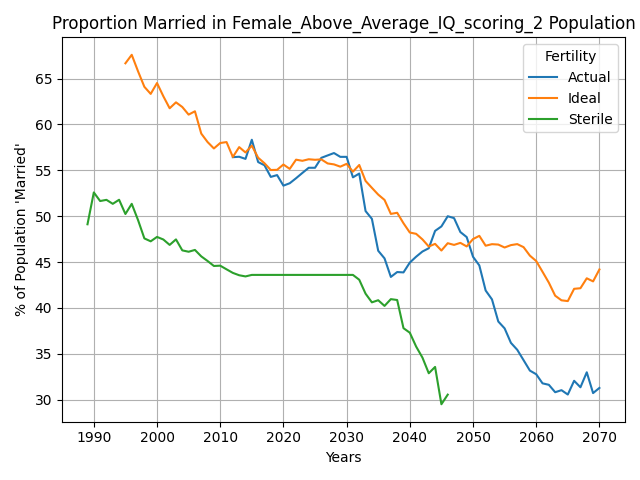 Proportion Married in Female_Above_Average_IQ_scoring_2 Population
Fertility
Actual
Ideal
Sterile
% of Population 'Married'
65
60
55
50
45
40
35
30
1990 2000 2010 2020 2030 2040 2050 2060 2070
Years